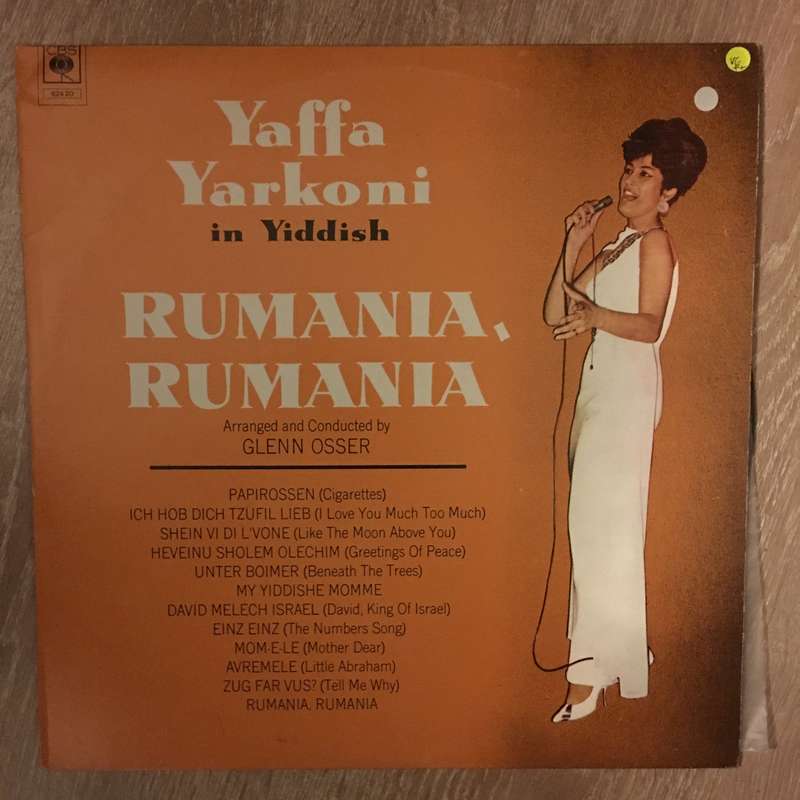 CBS
Yaffa
Yarkoni
in Yiddish
RUMANIA,
RUMANIA
Arranged and Conducted by
GLENN OSSER
PAPIROSSEN (Cigarettes)
ICH HOB DICH TZUFIL LIEB (I Love You Much Too Much)
SHEIN VI DI L'VONE (Like The Moon Above You)
HEVEINU SHOLEM OLECHIM (Greetings Of Peace)
UNTER BOIMER (Beneath The Trees)
MY YIDDISHE MOMME
DAVID MELECH ISRAEL (David, King Of Israel)
EINZ EINZ (The Numbers Song)
MOM-E-LE (Mother Dear)
AVREMELE (Little Abraham)
ZUG FAR VUS? (Tell Me Why)
RUMANIA, RUMANIA